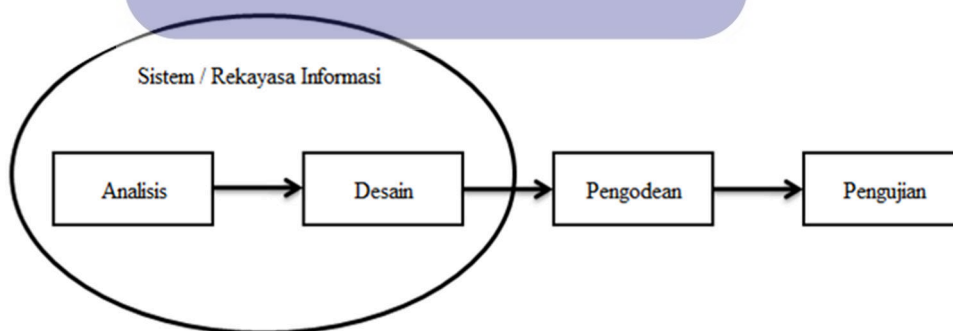 Sistem / Rekayasa Informasi
Analisis
Desain
Pengodean
Pengujian